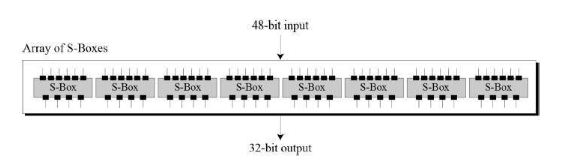 48-bit input
Array of S-Boxes
S-Box S-Box S-Box S-Box S-Box S-Box S-Box S-Box
32-bit output